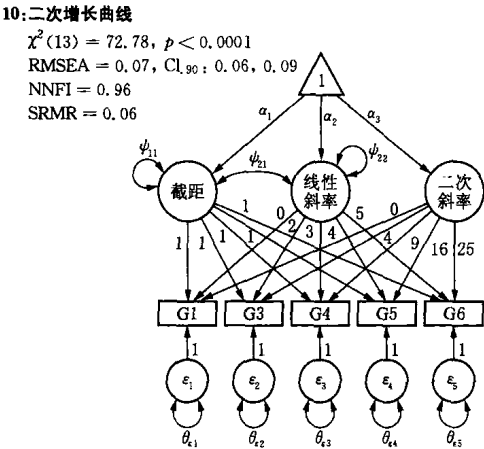 10:二次增长曲线
χ²(13) = 72.78, p < 0.0001
RMSEA = 0.07, CI.₉₀: 0.06, 0.09
NNFI = 0.96
SRMR = 0.06
1
α₁ α₂ α₃
ψ₁₁ ψ₂₁ ψ₂₂
截距 线性斜率 二次斜率
1 1 1 1 1 0 2 3 4 5 0 4 9 16 25
G1 G3 G4 G5 G6
1 1 1 1 1
ε₁ ε₂ ε₃ ε₄ ε₅
θε1 θε2 θε3 θε4 θε5